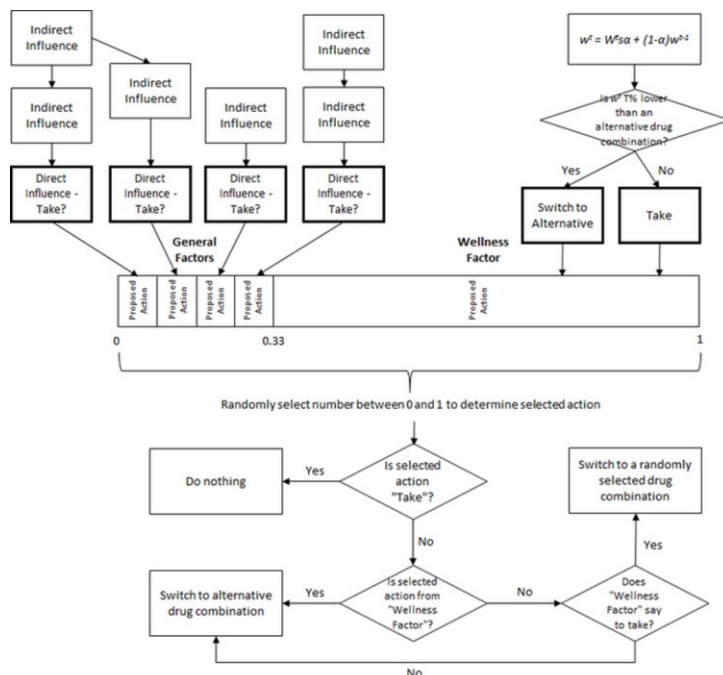 Indirect
Influence
Indirect
Influence
wᵗ = Wᵗsα + (1-α)wᵗ⁻¹
Indirect
Influence
Is wᵗ T% lower
than an
alternative drug
combination?
Indirect
Influence
Indirect
Influence
Indirect
Influence
Yes
No
Direct
Influence -
Take?
Direct
Influence -
Take?
Direct
Influence -
Take?
Direct
Influence -
Take?
Switch to
Alternative
Take
General
Factors
Wellness
Factor
Proposed
Action
Proposed
Action
Proposed
Action
Proposed
Action
Proposed
Action
0
0.33
1
Randomly select number between 0 and 1 to determine selected action
Do nothing
Yes
Is selected
action
"Take"?
Switch to a randomly
selected drug
combination
No
Yes
Switch to alternative
drug combination
Yes
Is selected
action from
"Wellness
Factor"?
No
Does
"Wellness
Factor" say
to take?
No